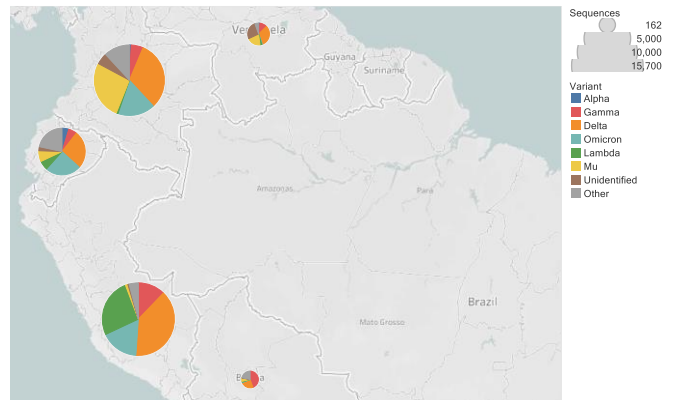 Sequences
162
5,000
10,000
15,700
Variant
Alpha
Gamma
Delta
Omicron
Lambda
Mu
Unidentified
Other
Guyana
Suriname
Amazonas
Pará
Brazil
Mato Grosso